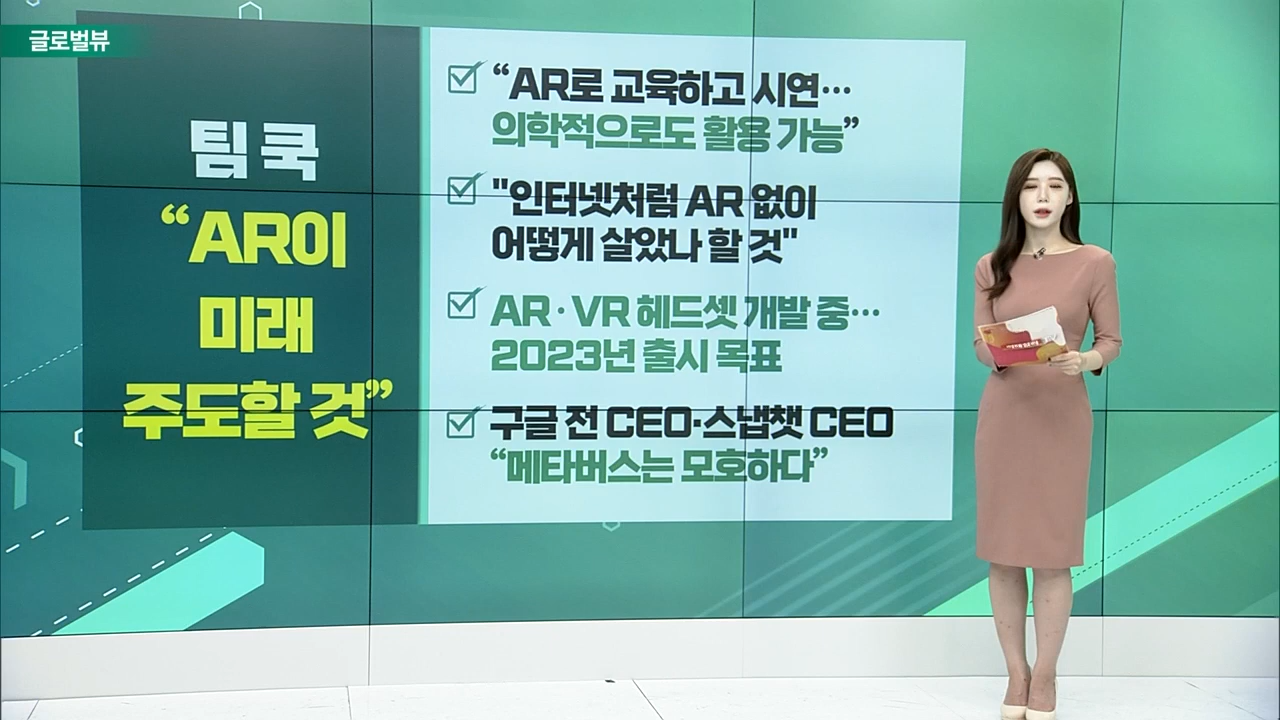 글로벌뷰
팀 쿡
“AR이
미래
주도할 것”
“AR로 교육하고 시연…
의학적으로도 활용 가능”
"인터넷처럼 AR 없이
어떻게 살았나 할 것"
AR·VR 헤드셋 개발 중…
2023년 출시 목표
구글 전 CEO·스냅챗 CEO
“메타버스는 모호하다”